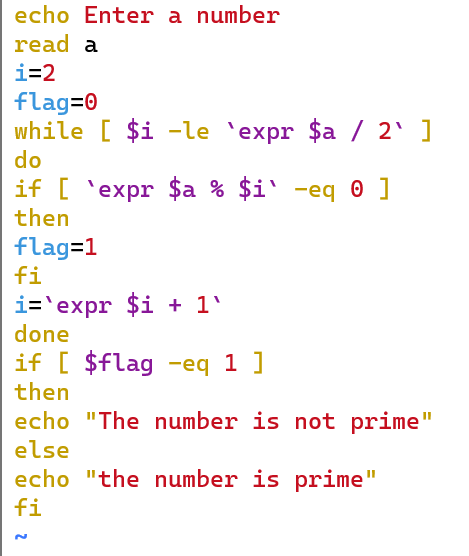 echo Enter a number
read a
i=2
flag=0
while [ $i -le `expr $a / 2` ]
do
if [ `expr $a % $i` -eq 0 ]
then
flag=1
fi
i=`expr $i + 1`
done
if [ $flag -eq 1 ]
then
echo "The number is not prime"
else
echo "the number is prime"
fi
~